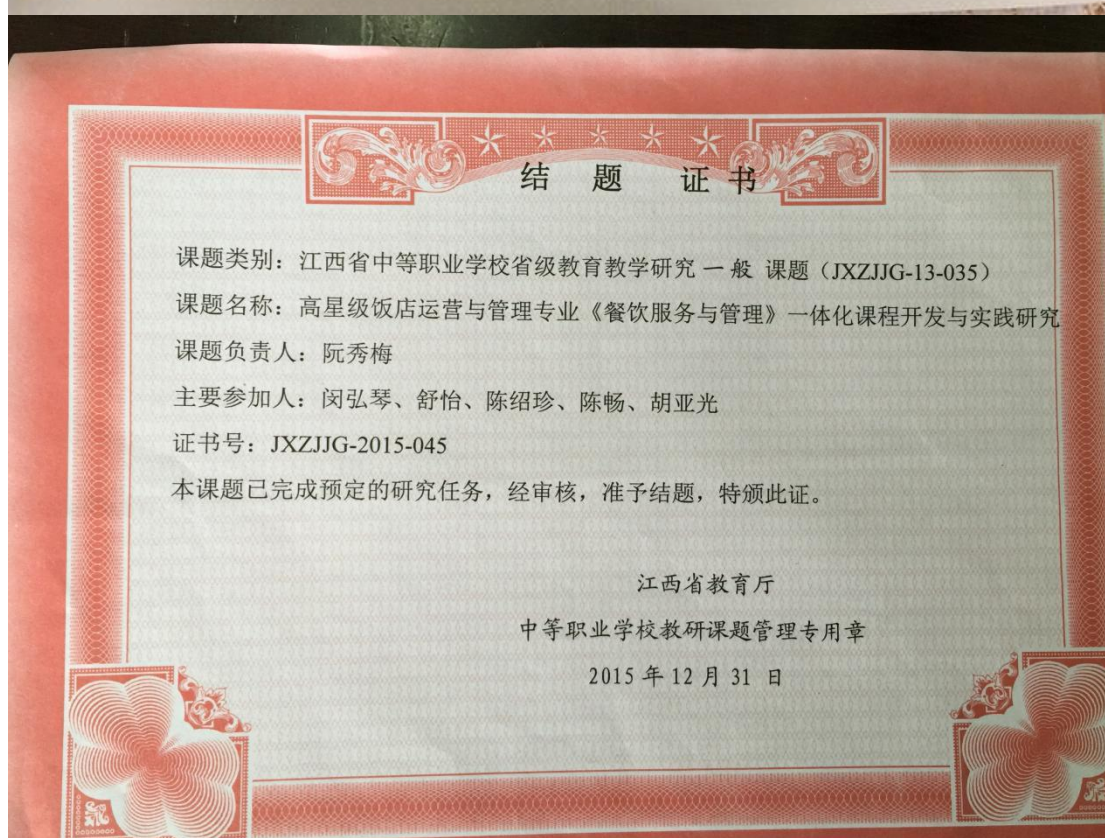 结 题 证 书
课题类别：江西省中等职业学校省级教育教学研究 一 般 课题（JXZJJG-13-035）
课题名称：高星级饭店运营与管理专业《餐饮服务与管理》一体化课程开发与实践研究
课题负责人：阮秀梅
主要参加人：闵弘琴、舒怡、陈绍珍、陈畅、胡亚光
证书号：JXZJJG-2015-045
本课题已完成预定的研究任务，经审核，准予结题，特颁此证。
江西省教育厅
中等职业学校教研课题管理专用章
2015 年 12 月 31 日